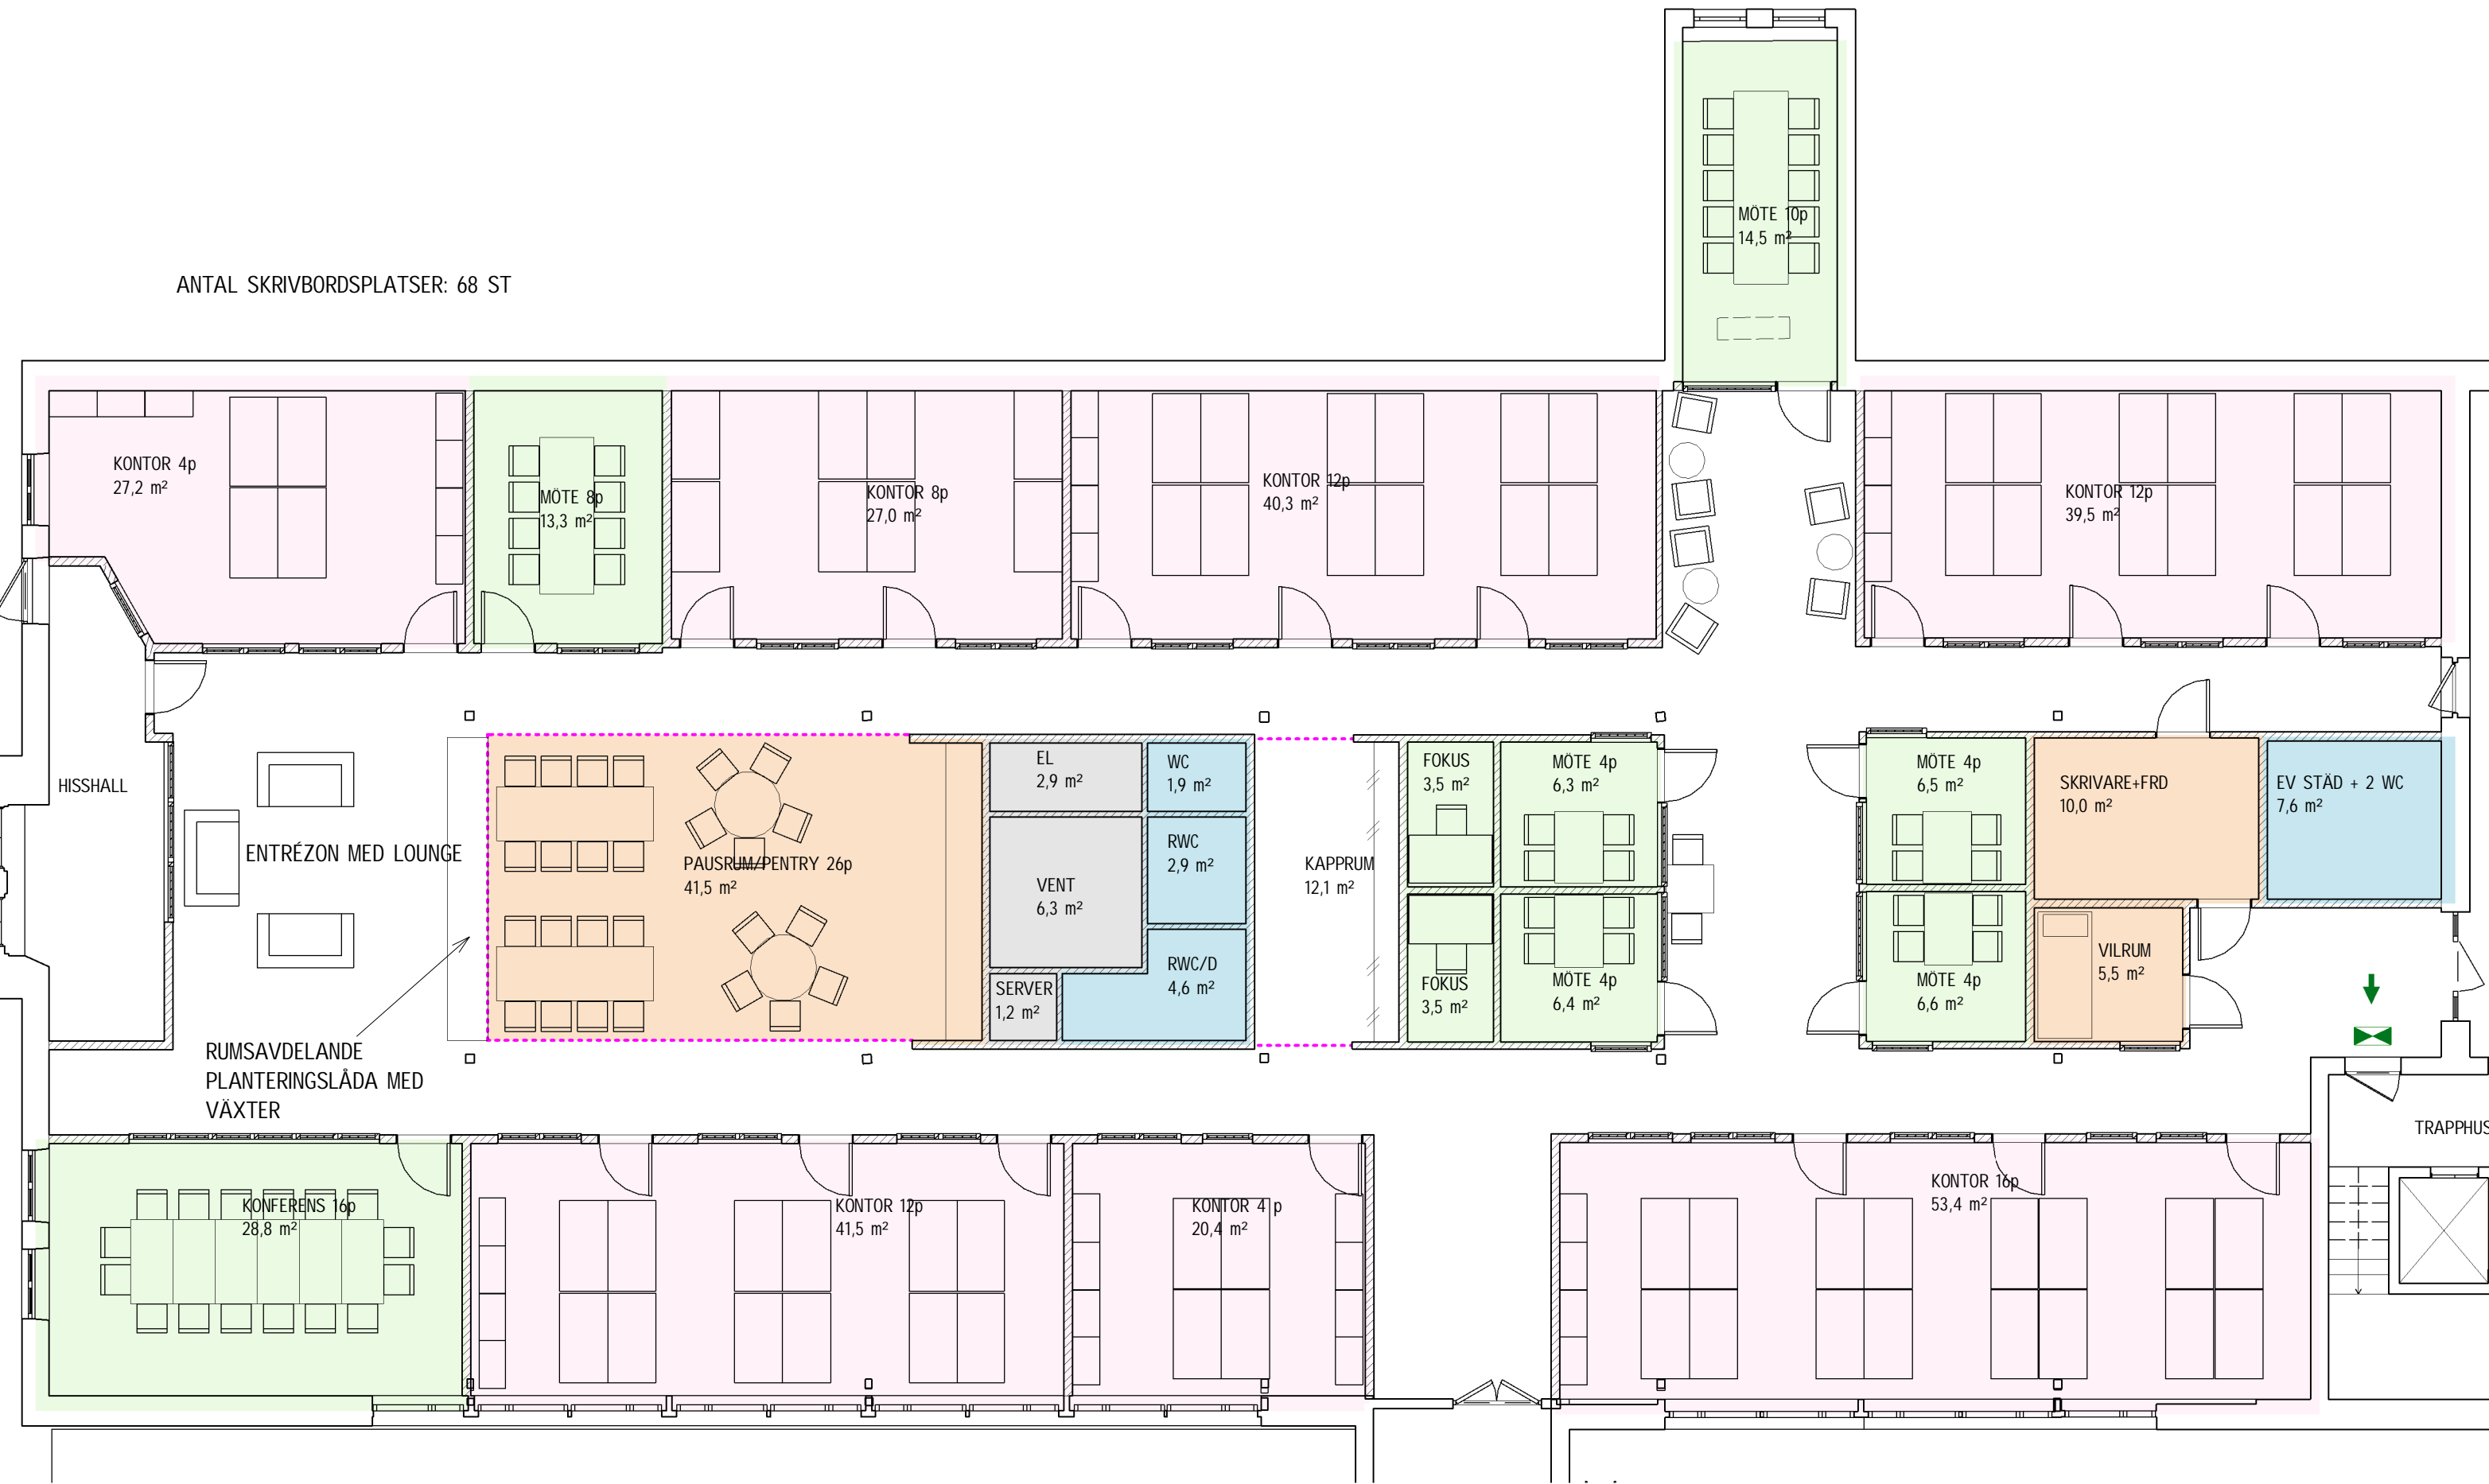 MÖTE 10p
14,5 m²
ANTAL SKRIVBORDSPLATSER: 68 ST
KONTOR 4p
27,2 m²
MÖTE 8p
13,3 m²
KONTOR 8p
27,0 m²
KONTOR 12p
40,3 m²
KONTOR 12p
39,5 m²
HISSHALL
ENTRÉZON MED LOUNGE
PAUSRUM/PENTRY 26p
41,5 m²
EL
2,9 m²
WC
1,9 m²
VENT
6,3 m²
RWC
2,9 m²
SERVER
1,2 m²
RWC/D
4,6 m²
KAPPRUM
12,1 m²
FOKUS
3,5 m²
MÖTE 4p
6,3 m²
FOKUS
3,5 m²
MÖTE 4p
6,4 m²
MÖTE 4p
6,5 m²
SKRIVARE+FRD
10,0 m²
EV STÄD + 2 WC
7,6 m²
MÖTE 4p
6,6 m²
VILRUM
5,5 m²
RUMSAVDELANDE
PLANTERINGSLÅDA MED
VÄXTER
TRAPPHUS
KONFERENS 16p
28,8 m²
KONTOR 12p
41,5 m²
KONTOR 4 p
20,4 m²
KONTOR 16p
53,4 m²